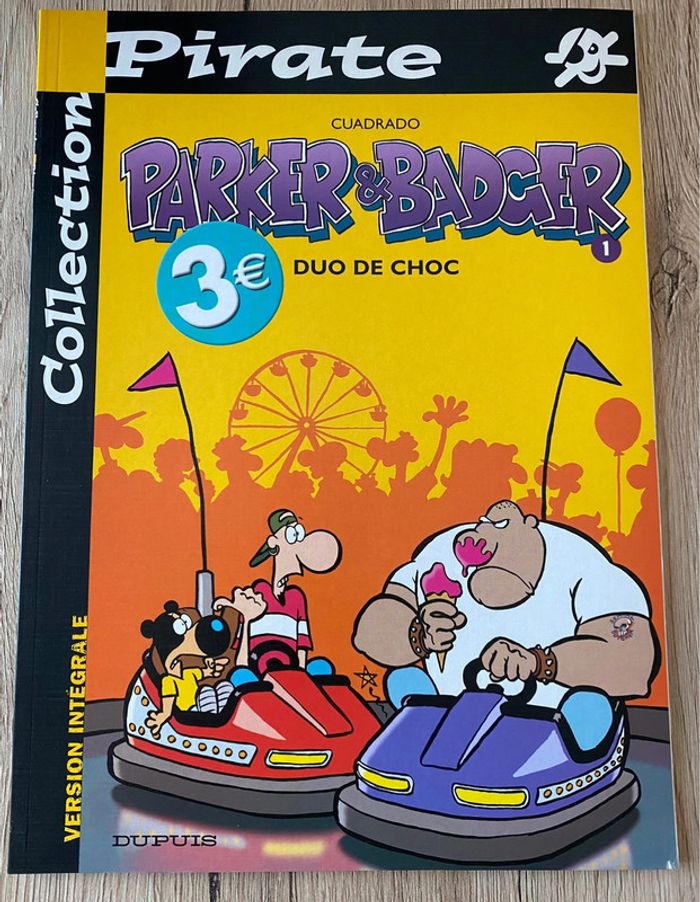 Pirate
Collection
VERSION INTÉGRALE
CUADRADO
PARKER & BADGER
1
3€
DUO DE CHOC
DUPUIS